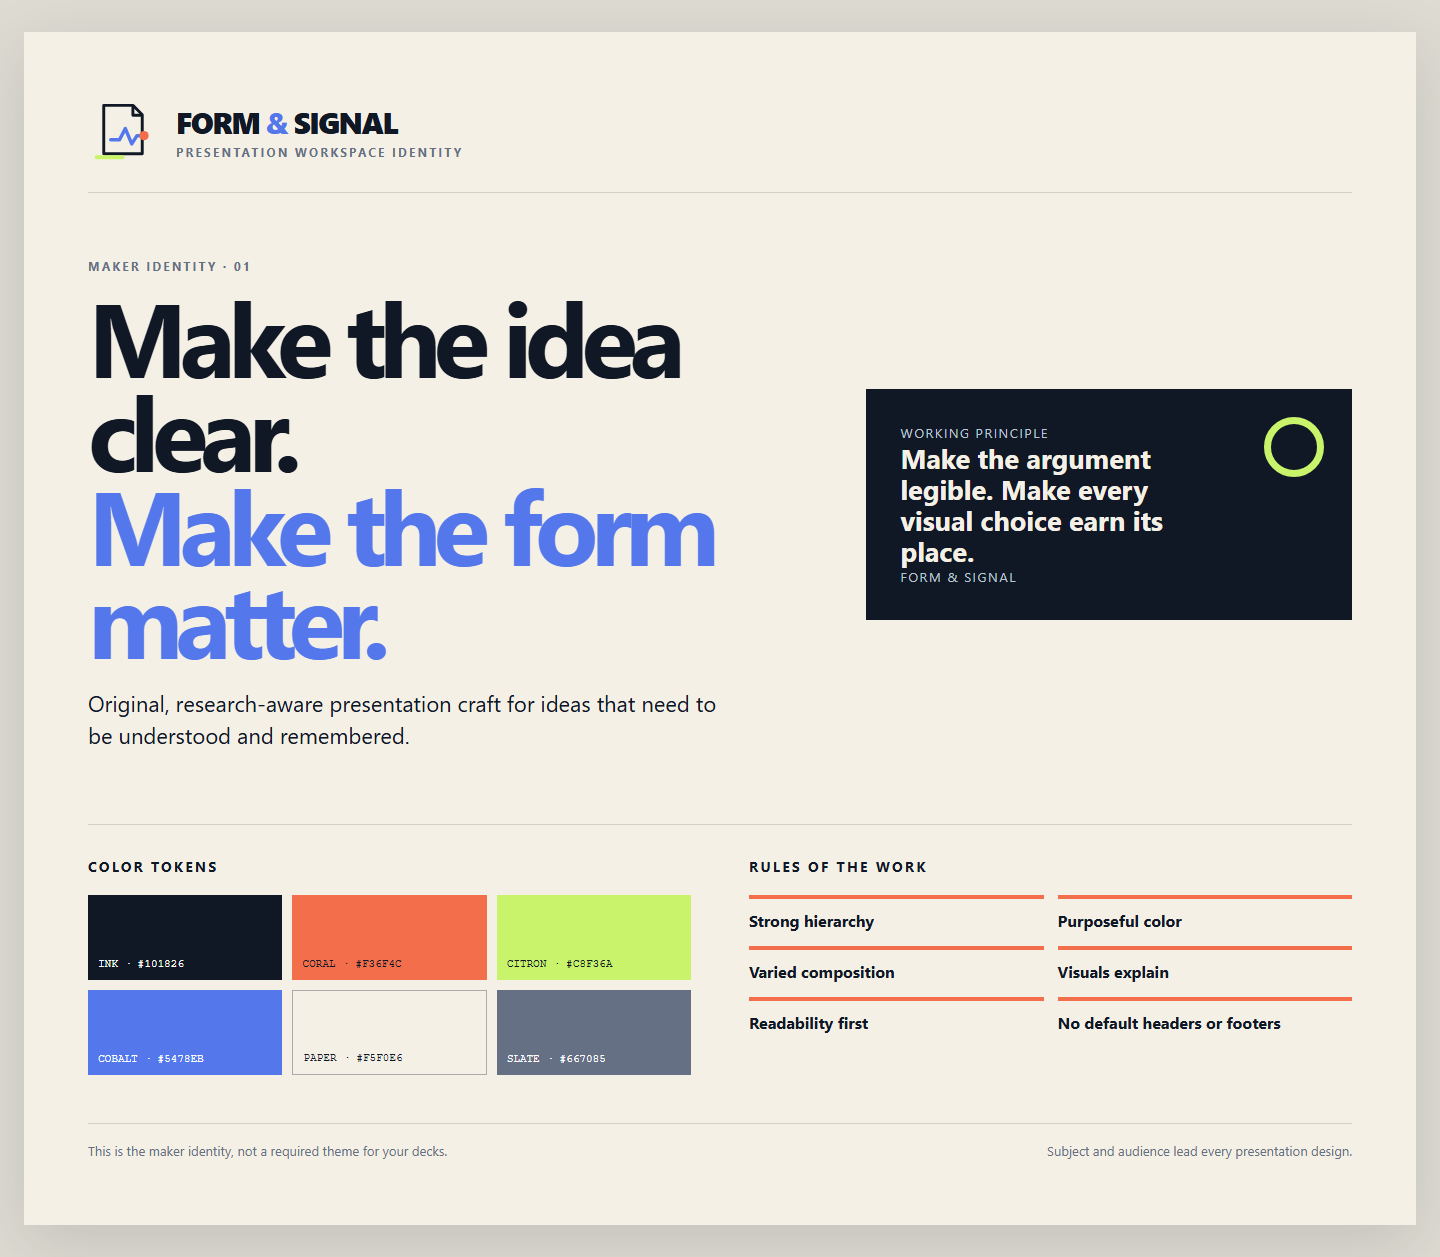 FORM & SIGNAL
PRESENTATION WORKSPACE IDENTITY
MAKER IDENTITY · 01
Make the idea
clear.
Make the form
matter.
Original, research-aware presentation craft for ideas that need to
be understood and remembered.
WORKING PRINCIPLE
Make the argument
legible. Make every
visual choice earn its
place.
FORM & SIGNAL
COLOR TOKENS
INK · #101826
CORAL · #F36F4C
CITRON · #C8F36A
COBALT · #5478EB
PAPER · #F5F0E6
SLATE · #667085
RULES OF THE WORK
Strong hierarchy
Purposeful color
Varied composition
Visuals explain
Readability first
No default headers or footers
This is the maker identity, not a required theme for your decks.
Subject and audience lead every presentation design.